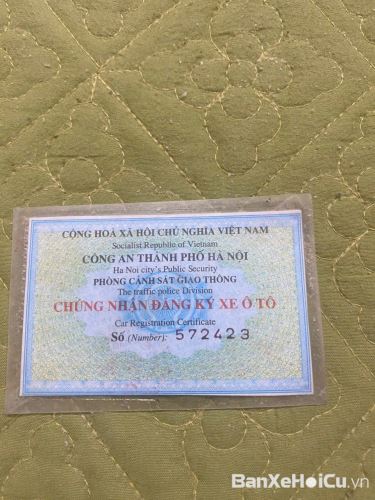 CỘNG HOÀ XÃ HỘI CHỦ NGHĨA VIỆT NAM
Socialist Republic of Vietnam
CÔNG AN THÀNH PHỐ HÀ NỘI
Ha Noi city's Public Security
PHÒNG CẢNH SÁT GIAO THÔNG
The traffic police Division
CHỨNG NHẬN ĐĂNG KÝ XE Ô TÔ
Car Registration Certificate
Số (Number): 572423
BanXeHoiCu.vn